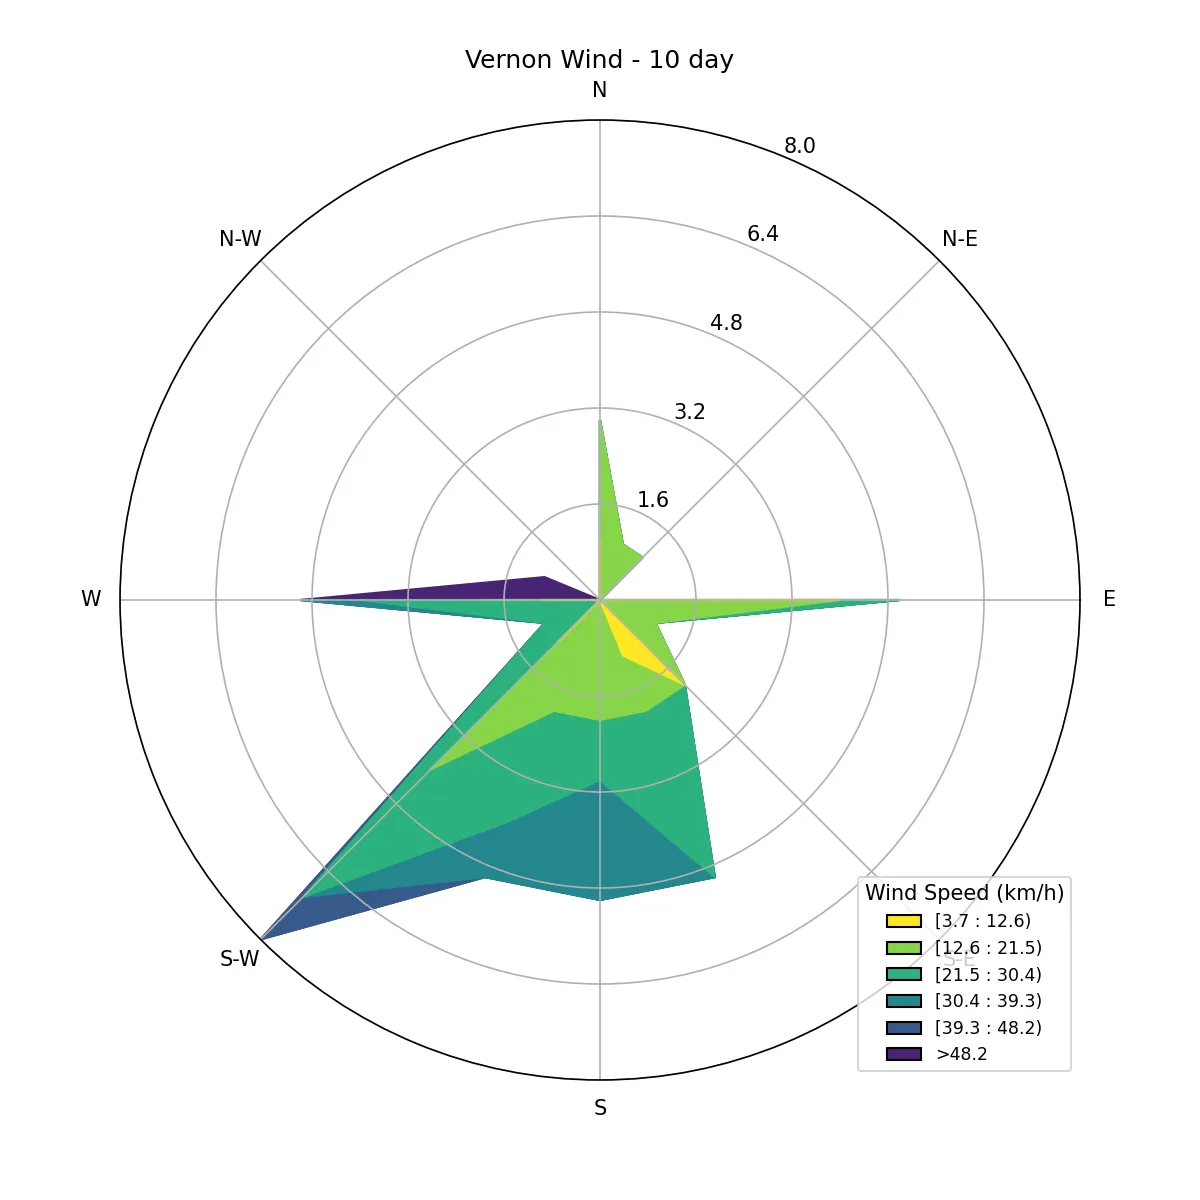 Vernon Wind - 10 day
N
8.0
N-W
6.4
N-E
4.8
3.2
1.6
W
E
S-W
S-E
S
Wind Speed (km/h)
[3.7 : 12.6)
[12.6 : 21.5)
[21.5 : 30.4)
[30.4 : 39.3)
[39.3 : 48.2)
>48.2